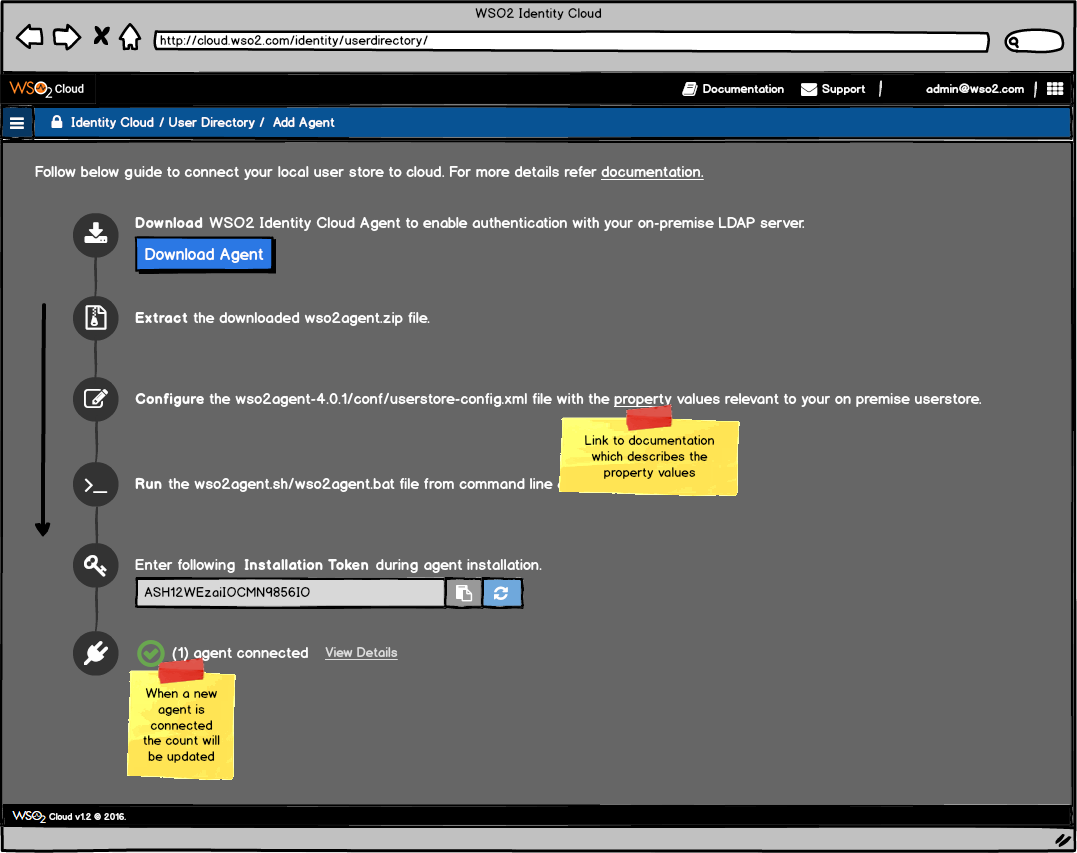 WSO2 Identity Cloud
http://cloud.wso2.com/identity/userdirectory/
WSO2 Cloud
Documentation
Support
admin@wso2.com
Identity Cloud / User Directory / Add Agent
Follow below guide to connect your local user store to cloud. For more details refer documentation.
Download WSO2 Identity Cloud Agent to enable authentication with your on-premise LDAP server.
Download Agent
Extract the downloaded wso2agent.zip file.
Configure the wso2agent-4.0.1/conf/userstore-config.xml file with the property values relevant to your on premise userstore.
Link to documentation
which describes the
property values
Run the wso2agent.sh/wso2agent.bat file from command line
Enter following Installation Token during agent installation.
ASH12WEzaiIOCMN9856IO
(1) agent connected
View Details
When a new
agent is
connected
the count will
be updated
WSO2 Cloud v1.2 © 2016.